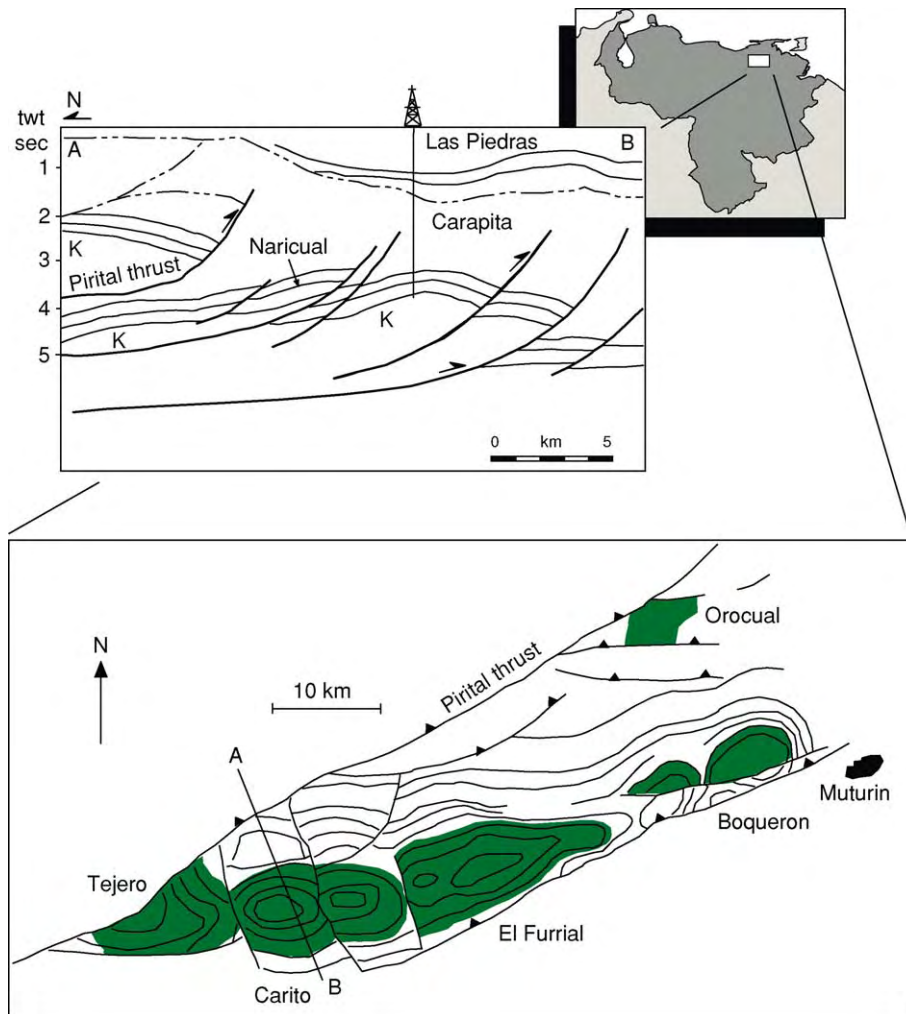 N
twt
sec
A
B
Las Piedras
1
2
Carapita
K
Naricual
3
Pirital thrust
4
K
K
5
0 km 5
N
Orocual
Pirital thrust
10 km
A
Muturin
Boqueron
Tejero
El Furrial
B
Carito